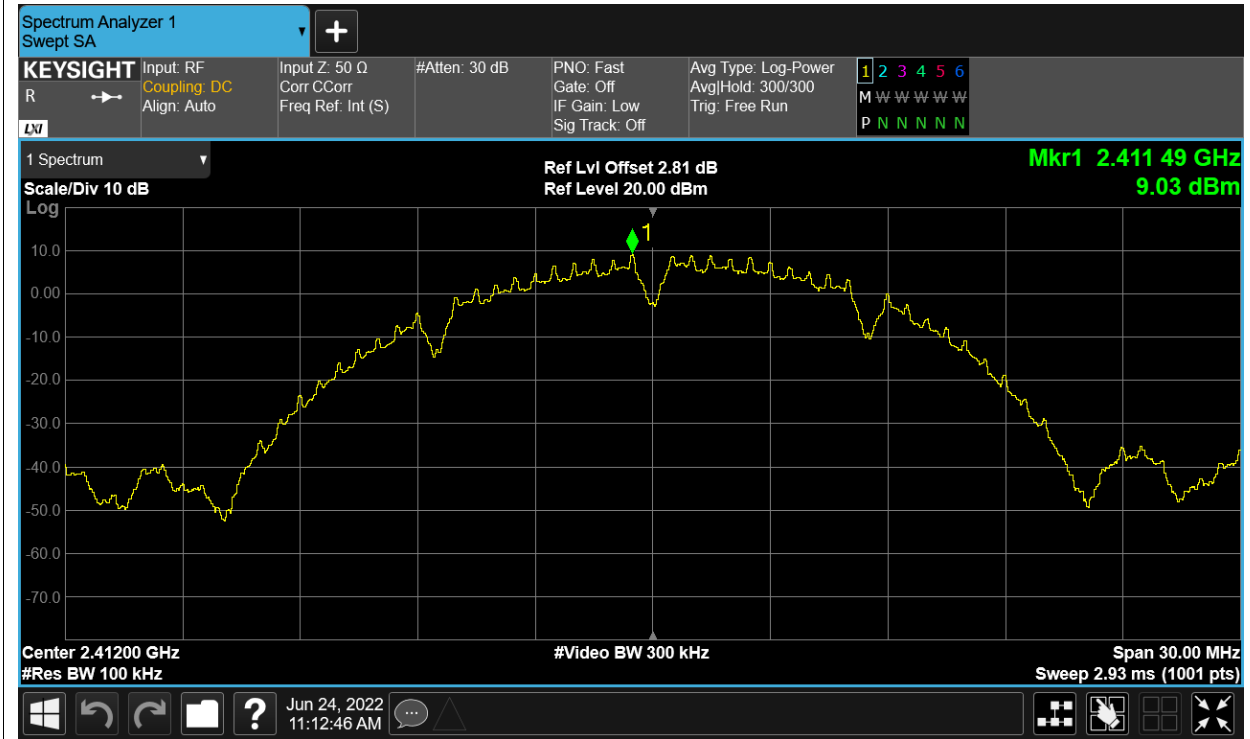 Spectrum Analyzer 1
Swept SA
+
KEYSIGHT
R
LXI
Input: RF
Coupling: DC
Align: Auto
Input Z: 50 Ω
Corr CCorr
Freq Ref: Int (S)
#Atten: 30 dB
PNO: Fast
Gate: Off
IF Gain: Low
Sig Track: Off
Avg Type: Log-Power
Avg|Hold: 300/300
Trig: Free Run
1 2 3 4 5 6
M W W W W W W
P N N N N N N
1 Spectrum
Scale/Div 10 dB
Log
Ref Lvl Offset 2.81 dB
Ref Level 20.00 dBm
Mkr1 2.411 49 GHz
9.03 dBm
1
10.0
0.00
-10.0
-20.0
-30.0
-40.0
-50.0
-60.0
-70.0
Center 2.41200 GHz
#Res BW 100 kHz
#Video BW 300 kHz
Span 30.00 MHz
Sweep 2.93 ms (1001 pts)
?
Jun 24, 2022
11:12:46 AM